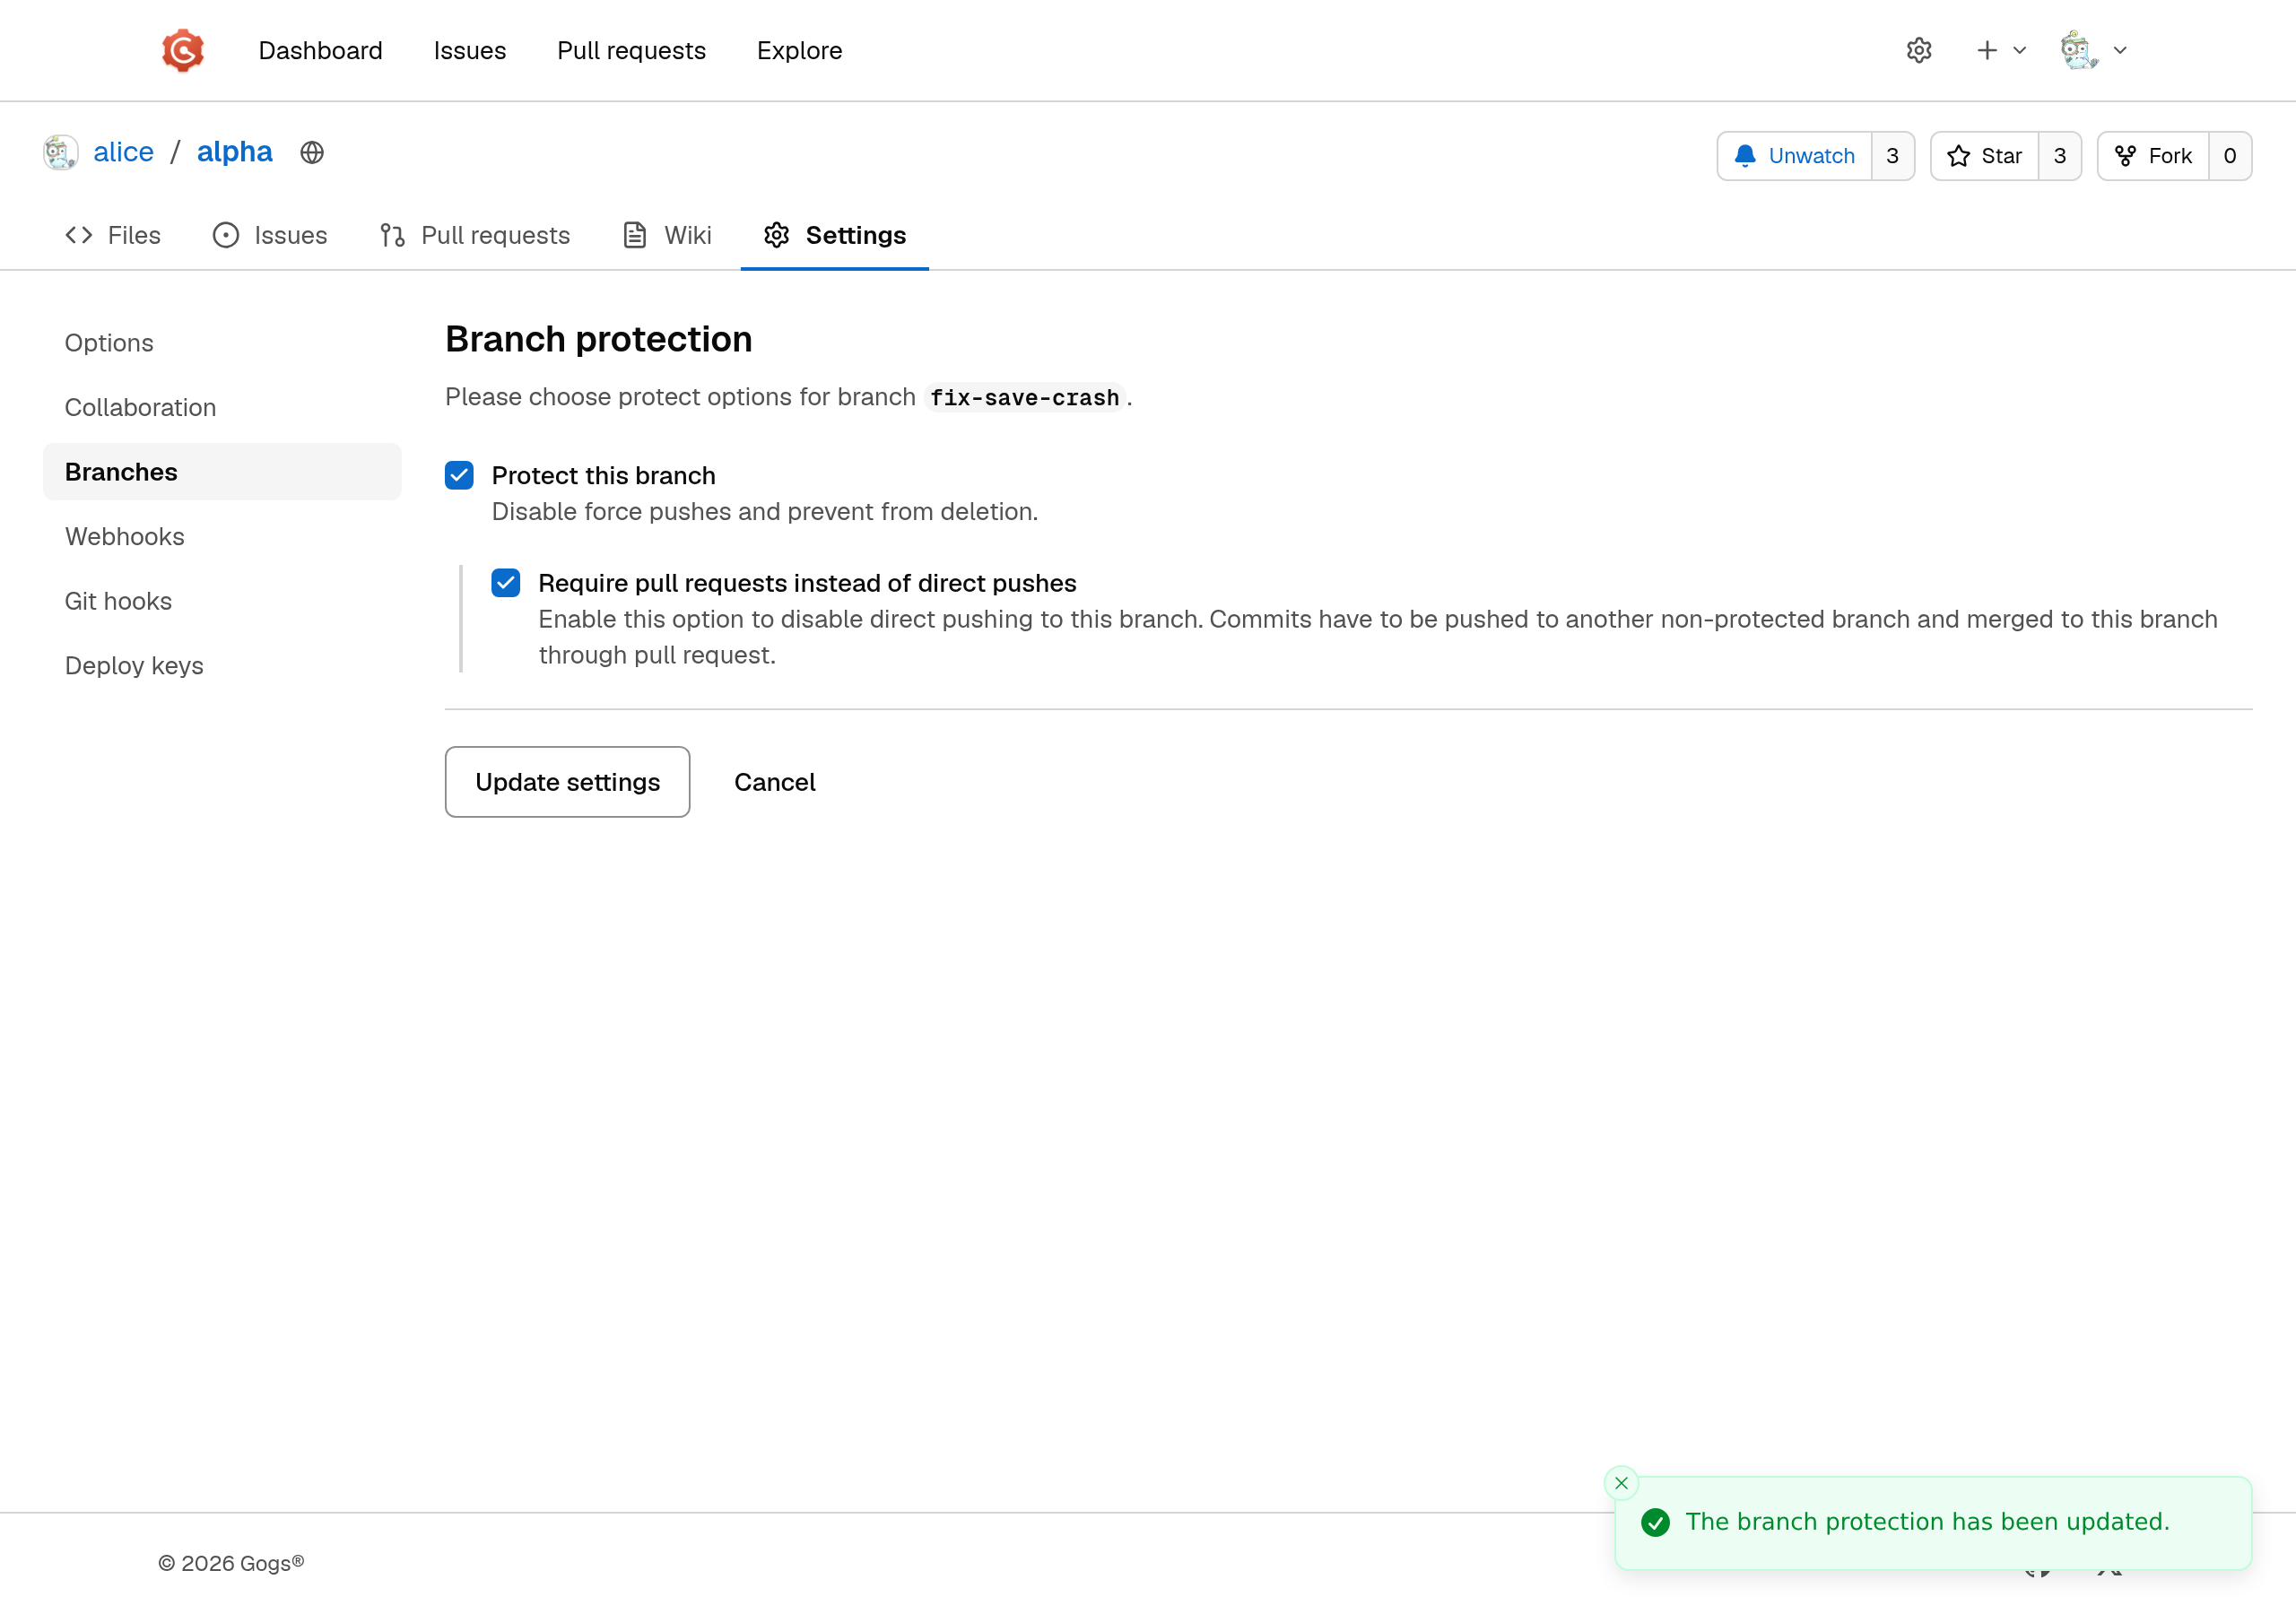 Dashboard Issues Pull requests Explore
alice / alpha
Unwatch 3 Star 3 Fork 0
Files Issues Pull requests Wiki Settings
Options
Collaboration
Branches
Webhooks
Git hooks
Deploy keys
Branch protection
Please choose protect options for branch fix-save-crash.
Protect this branch
Disable force pushes and prevent from deletion.
Require pull requests instead of direct pushes
Enable this option to disable direct pushing to this branch. Commits have to be pushed to another non-protected branch and merged to this branch
through pull request.
Update settings Cancel
The branch protection has been updated.
© 2026 Gogs®